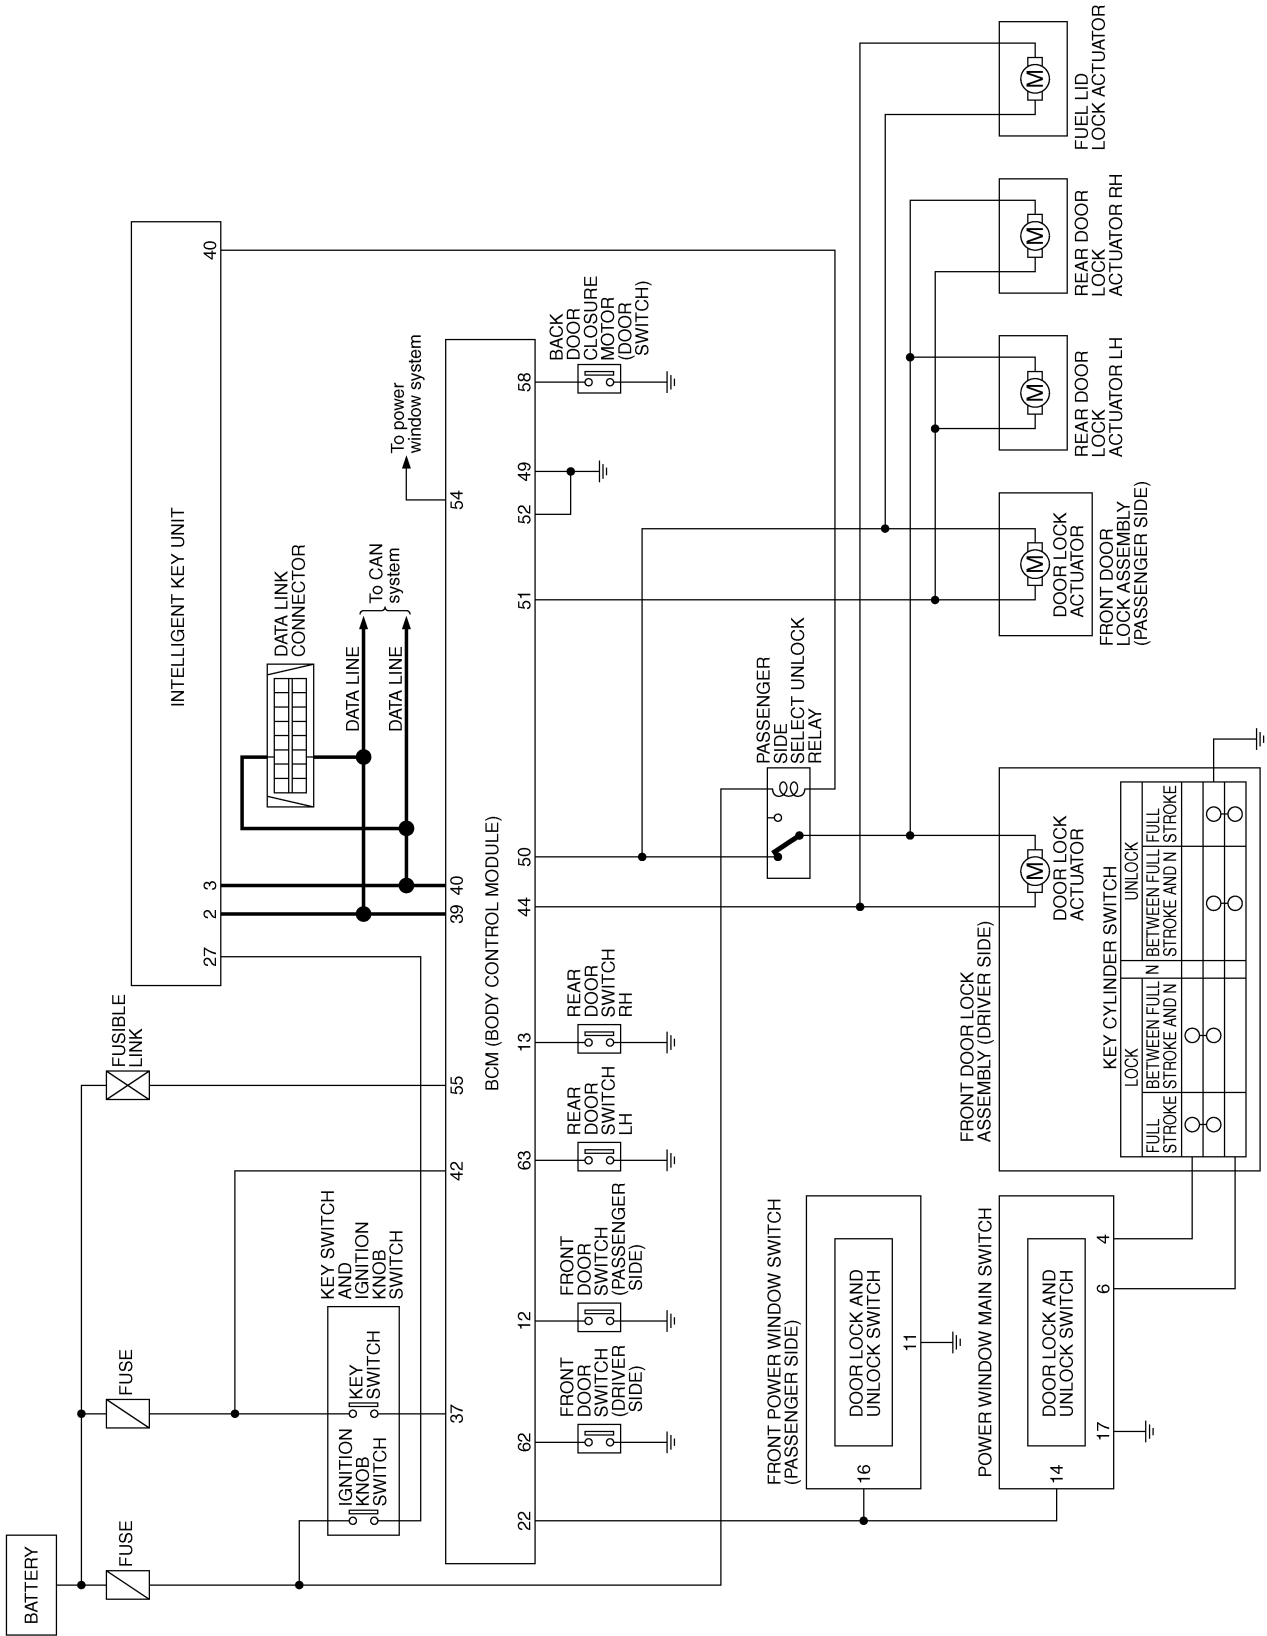 BATTERY
FUSE
FUSE
FUSIBLE
LINK
INTELLIGENT KEY UNIT
27
2
3
40
DATA LINK
CONNECTOR
DATA LINE
DATA LINE
To CAN
system
To power
window system
KEY SWITCH
AND
IGNITION
KNOB
SWITCH
IGNITION
KNOB
SWITCH
KEY
SWITCH
37
42
55
39
40
54
BCM (BODY CONTROL MODULE)
22
62
12
63
13
44
50
51
52
49
58
FRONT
DOOR
SWITCH
(DRIVER
SIDE)
FRONT
DOOR
SWITCH
(PASSENGER
SIDE)
REAR
DOOR
SWITCH
LH
REAR
DOOR
SWITCH
RH
BACK
DOOR
CLOSURE
MOTOR
(DOOR
SWITCH)
PASSENGER
SIDE
SELECT UNLOCK
RELAY
FRONT POWER WINDOW SWITCH
(PASSENGER SIDE)
DOOR LOCK AND
UNLOCK SWITCH
16
11
POWER WINDOW MAIN SWITCH
DOOR LOCK AND
UNLOCK SWITCH
14
17
6
4
FRONT DOOR LOCK
ASSEMBLY (DRIVER SIDE)
M
DOOR LOCK
ACTUATOR
KEY CYLINDER SWITCH
LOCK
N
UNLOCK
FULL
STROKE
BETWEEN FULL
STROKE AND N
BETWEEN FULL
STROKE AND N
FULL
STROKE
M
DOOR LOCK
ACTUATOR
FRONT DOOR
LOCK ASSEMBLY
(PASSENGER SIDE)
M
REAR DOOR
LOCK
ACTUATOR LH
M
REAR DOOR
LOCK
ACTUATOR RH
M
FUEL LID
LOCK ACTUATOR